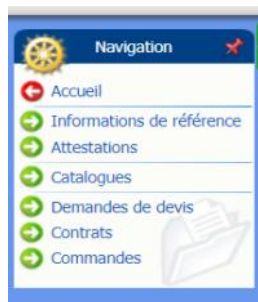 Navigation
Accueil
Informations de référence
Attestations
Catalogues
Demandes de devis
Contrats
Commandes